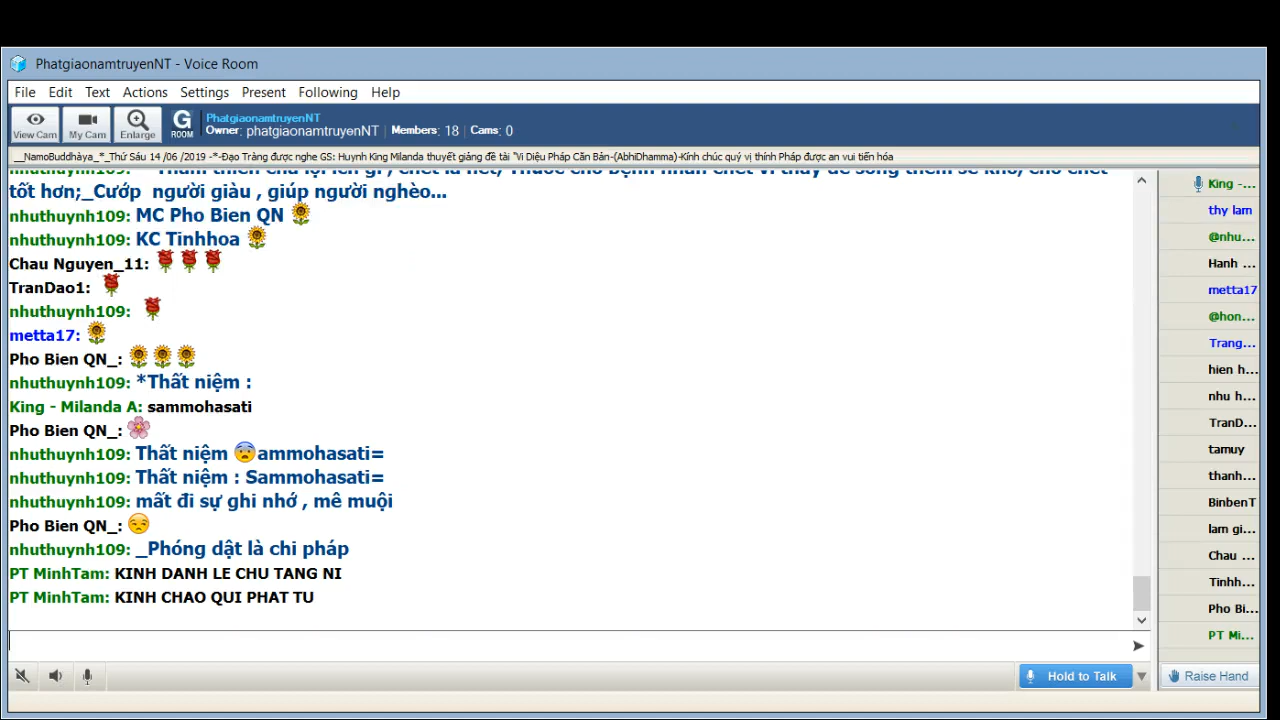 PhatgiaonamtruyenNT - Voice Room
File Edit Text Actions Settings Present Following Help
View Cam My Cam Enlarge G ROOM
PhatgiaonamtruyenNT
Owner: phatgiaonamtruyenNT Members: 18 Cams: 0
__NamoBuddhàya_*_Thứ Sáu 14 /06 /2019 -*-Đạo Tràng được nghe GS: Huynh King Milanda thuyết giảng đề tài "Vi Diệu Pháp Căn Bản-(AbhiDhamma)-Kính chúc quý vị thính Pháp được an vui tiến hóa
tốt hơn;_Cướp người giàu , giúp người nghèo...
nhuthuynh109: MC Pho Bien QN
nhuthuynh109: KC Tinhhoa
Chau Nguyen_11:
TranDao1:
nhuthuynh109:
metta17:
Pho Bien QN_:
nhuthuynh109: *Thất niệm :
King - Milanda A: sammohasati
Pho Bien QN_:
nhuthuynh109: Thất niệm ammohasati=
nhuthuynh109: Thất niệm : Sammohasati=
nhuthuynh109: mất đi sự ghi nhớ , mê muội
Pho Bien QN_:
nhuthuynh109: _Phóng dật là chi pháp
PT MinhTam: KINH DANH LE CHU TANG NI
PT MinhTam: KINH CHAO QUI PHAT TU
King -...
thy lam
@nhu...
Hanh ...
metta17
@hon...
Trang...
hien h...
nhu h...
TranD...
tamuy
thanh...
BinbenT
lam gi...
Chau ...
Tinhh...
Pho Bi...
PT Mi...
Hold to Talk
Raise Hand